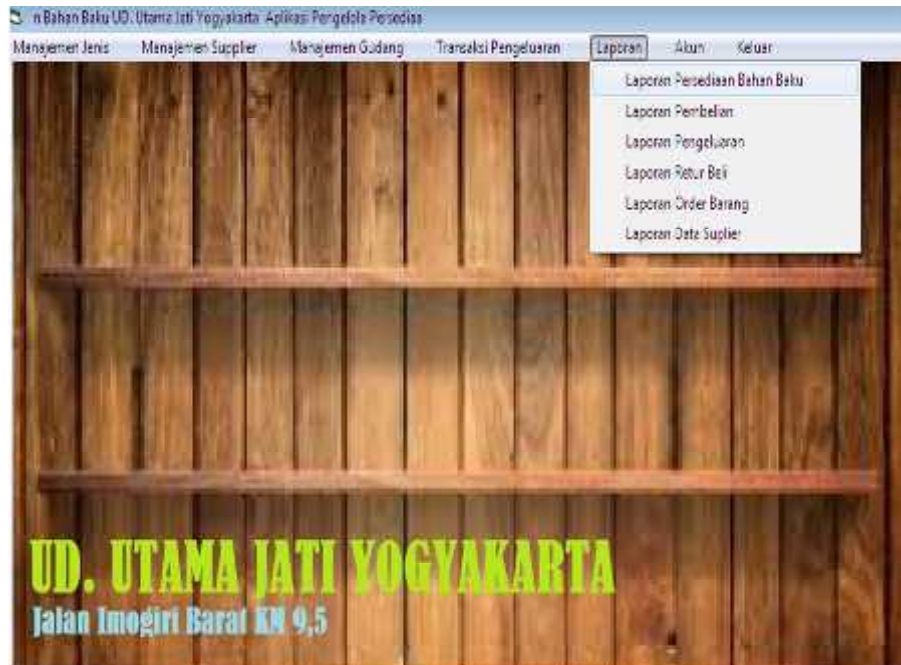 n Bahan Baku UD. Utama Jati Yogyakarta Aplikasi Pengelola Persediaa
Manajemen Jenis Manajemen Supplier Manajemen Gudang Transaksi Pengeluaran Laporan Akun Keluar
Laporan Persediaan Bahan Baku
Laporan Pembelian
Laporan Pengeluaran
Laporan Retur Beli
Laporan Order Barang
Laporan Data Suplier
UD. UTAMA JATI YOGYAKARTA
Jalan Imogiri Barat KM 9,5